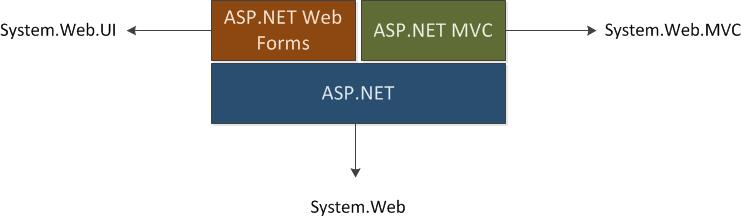 System.Web.UI
ASP.NET Web
Forms
ASP.NET MVC
System.Web.MVC
ASP.NET
System.Web